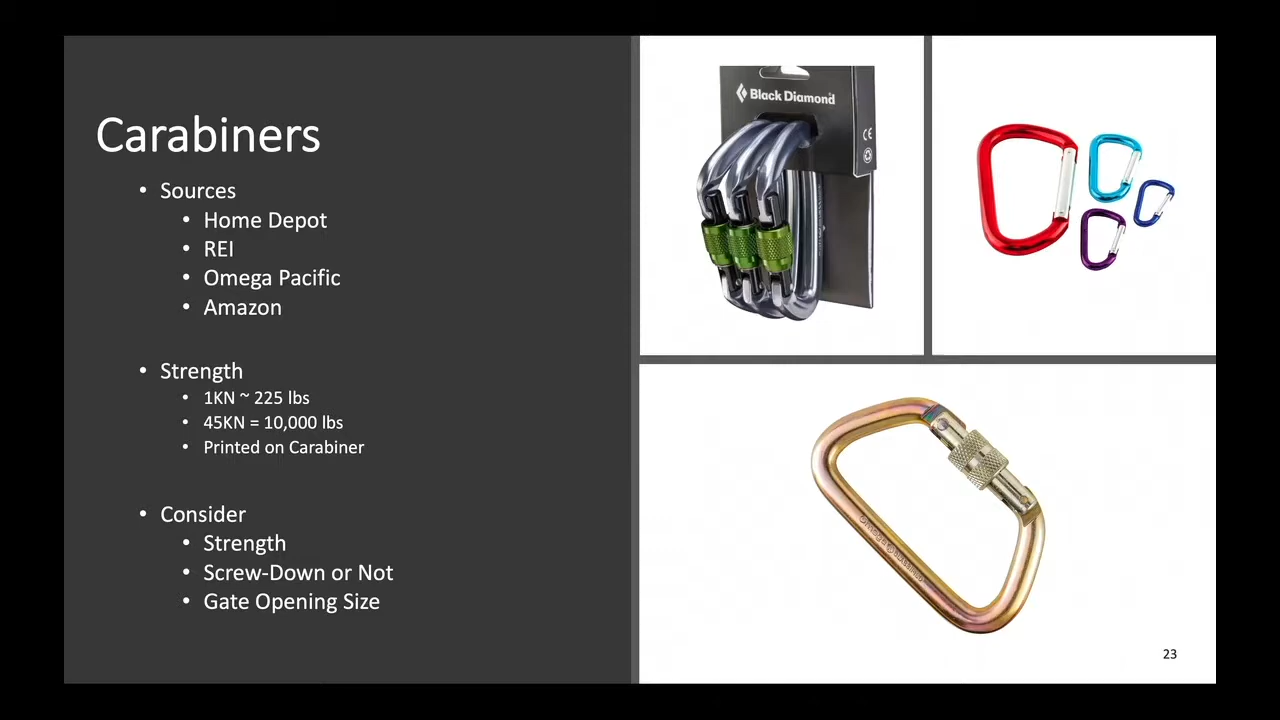 Carabiners
• Sources
• Home Depot
• REI
• Omega Pacific
• Amazon
• Strength
• 1KN ~ 225 lbs
• 45KN = 10,000 lbs
• Printed on Carabiner
• Consider
• Strength
• Screw-Down or Not
• Gate Opening Size
Black Diamond
CE
23